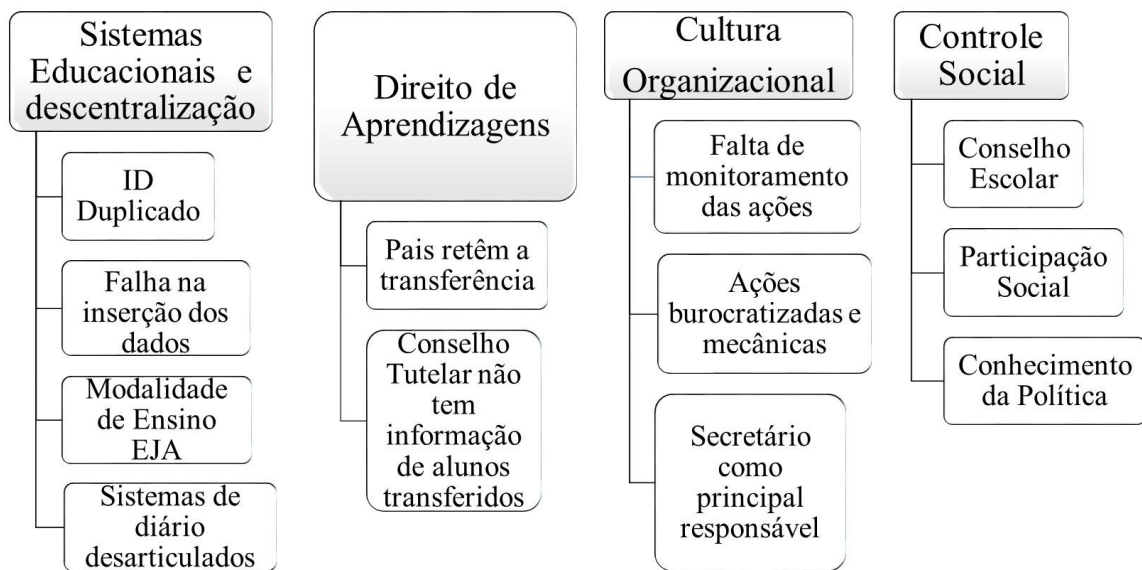 Sistemas
Educacionais e
descentralização
ID
Duplicado
Falha na
inserção dos
dados
Modalidade
de Ensino
EJA
Sistemas de
diário
desarticulados
Direito de
Aprendizagens
Pais retêm a
transferência
Conselho
Tutelar não
tem
informação
de alunos
transferidos
Cultura
Organizacional
Falta de
monitoramento
das ações
Ações
burocratizadas e
mecânicas
Secretário
como
principal
responsável
Controle
Social
Conselho
Escolar
Participação
Social
Conhecimento
da Política